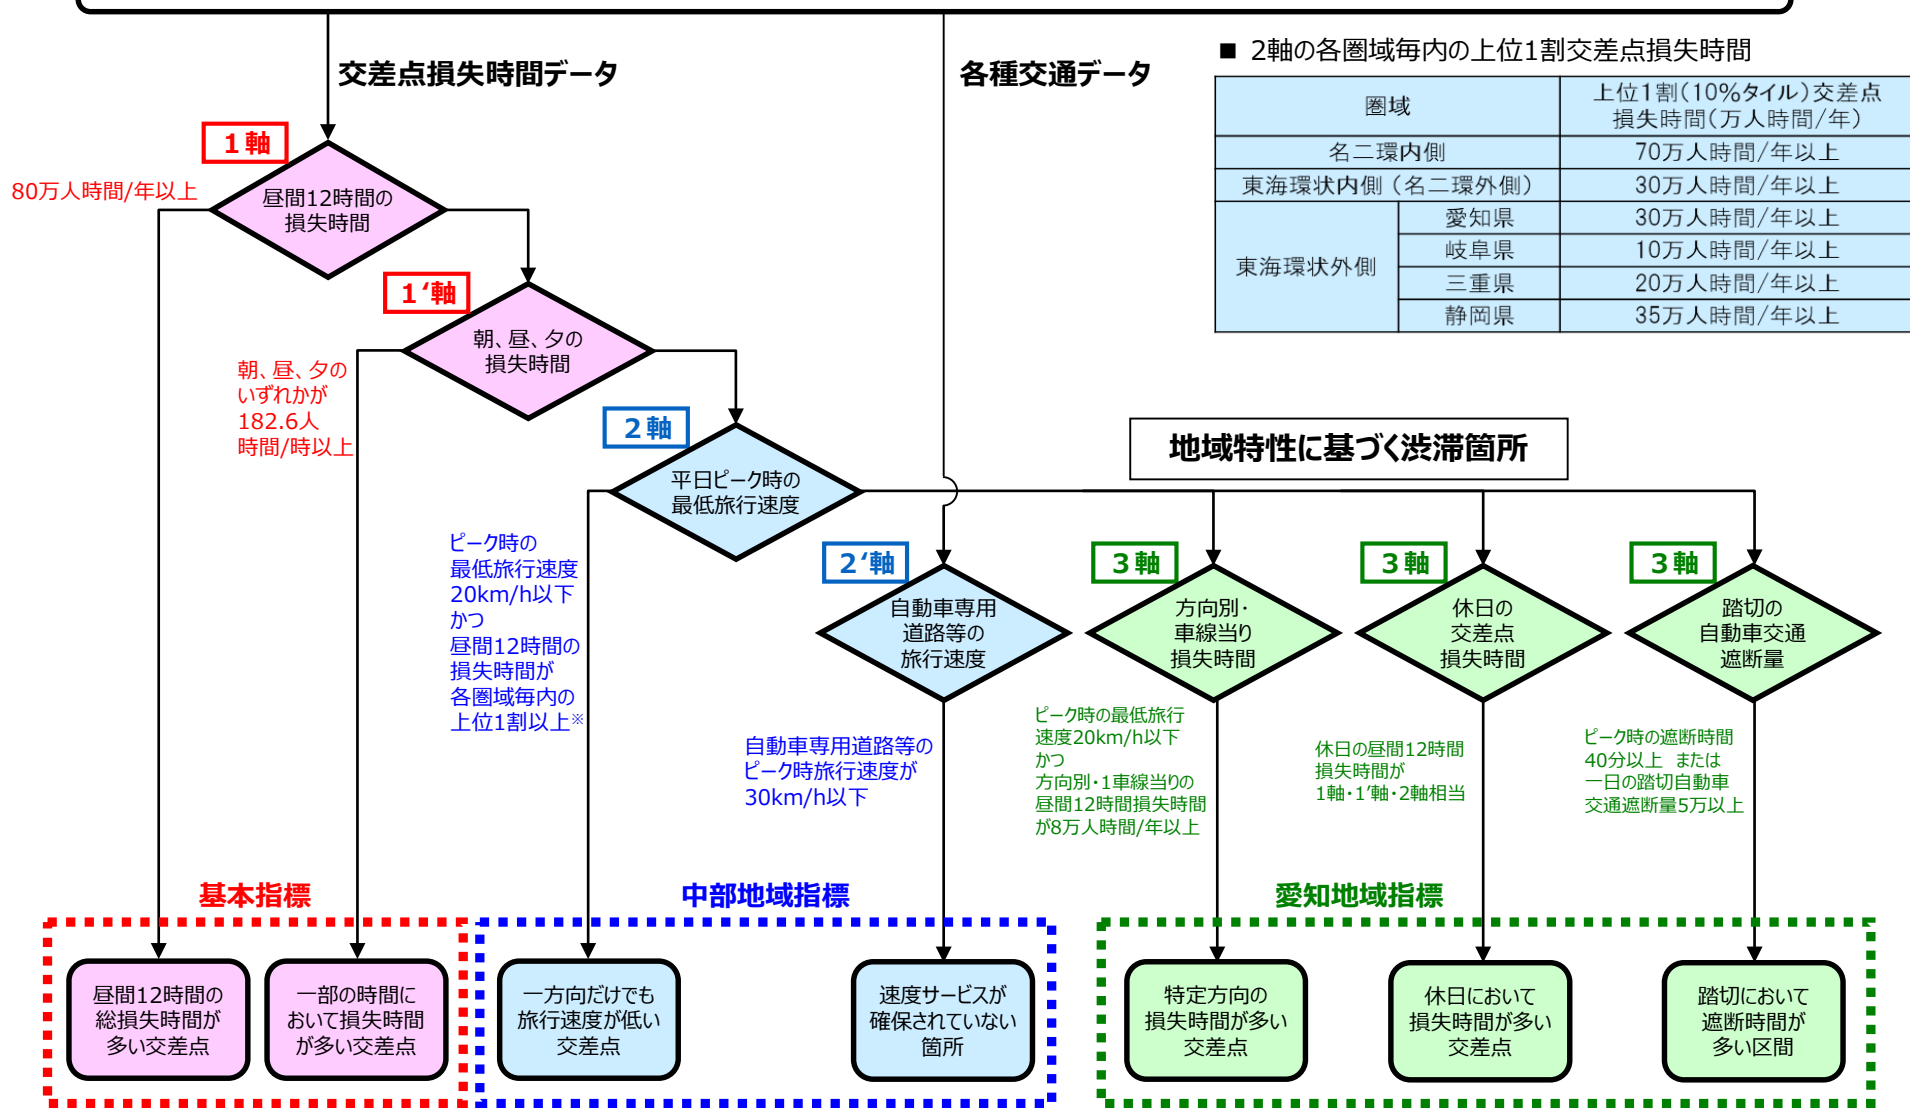 交差点損失時間データ
各種交通データ
■ 2軸の各圏域毎内の上位1割交差点損失時間
圏域
上位1割(10%タイル)交差点
損失時間(万人時間/年)
名二環内側
70万人時間/年以上
東海環状内側（名二環外側）
30万人時間/年以上
東海環状外側
愛知県
30万人時間/年以上
岐阜県
10万人時間/年以上
三重県
20万人時間/年以上
静岡県
35万人時間/年以上
1軸
80万人時間/年以上
昼間12時間の
損失時間
1‘軸
朝、昼、夕の
損失時間
朝、昼、夕の
いずれかが
182.6人
時間/時以上
2軸
平日ピーク時の
最低旅行速度
地域特性に基づく渋滞箇所
ピーク時の
最低旅行速度
20km/h以下
かつ
昼間12時間の
損失時間が
各圏域毎内の
上位1割以上※
2‘軸
自動車専用
道路等の
旅行速度
自動車専用道路等の
ピーク時旅行速度が
30km/h以下
3軸
方向別・
車線当り
損失時間
ピーク時の最低旅行
速度20km/h以下
かつ
方向別・1車線当りの
昼間12時間損失時間
が8万人時間/年以上
3軸
休日の
交差点
損失時間
休日の昼間12時間
損失時間が
1軸・1’軸・2軸相当
3軸
踏切の
自動車交通
遮断量
ピーク時の遮断時間
40分以上 または
一日の踏切自動車
交通遮断量5万以上
基本指標
中部地域指標
愛知地域指標
昼間12時間の
総損失時間が
多い交差点
一部の時間に
おいて損失時間
が多い交差点
一方向だけでも
旅行速度が低い
交差点
速度サービスが
確保されていない
箇所
特定方向の
損失時間が多い
交差点
休日において
損失時間が多い
交差点
踏切において
遮断時間が
多い区間